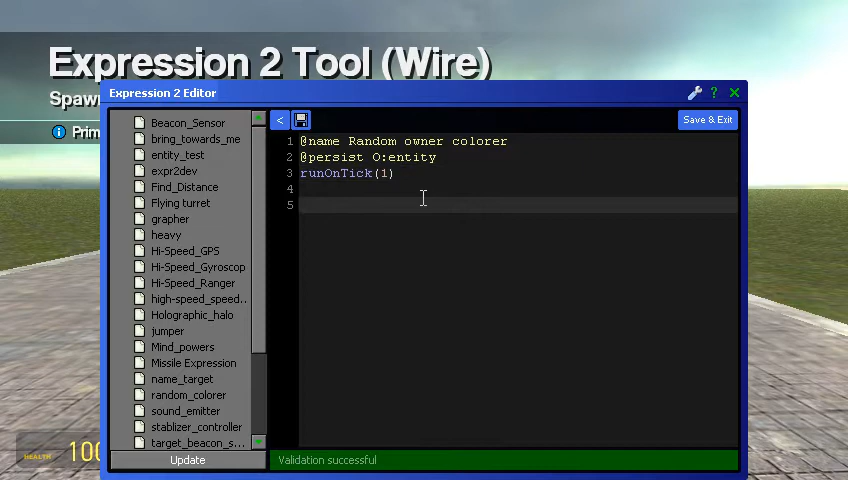 Expression 2 Tool (Wire)
Spaw
Prim
Expression 2 Editor
?
Beacon_Sensor
bring_towards_me
entity_test
expr2dev
Find_Distance
Flying turret
grapher
heavy
Hi-Speed_GPS
Hi-Speed_Gyroscop
Hi-Speed_Ranger
high-speed_speed..
Holographic_halo
jumper
Mind_powers
Missile Expression
name_target
random_colorer
sound_emitter
stablizer_controller
target_beacon_s...
Update
<
Save & Exit
1 @name Random owner colorer
2 @persist O:entity
3 runOnTick(1)
4
5
Validation successful
HEALTH 100